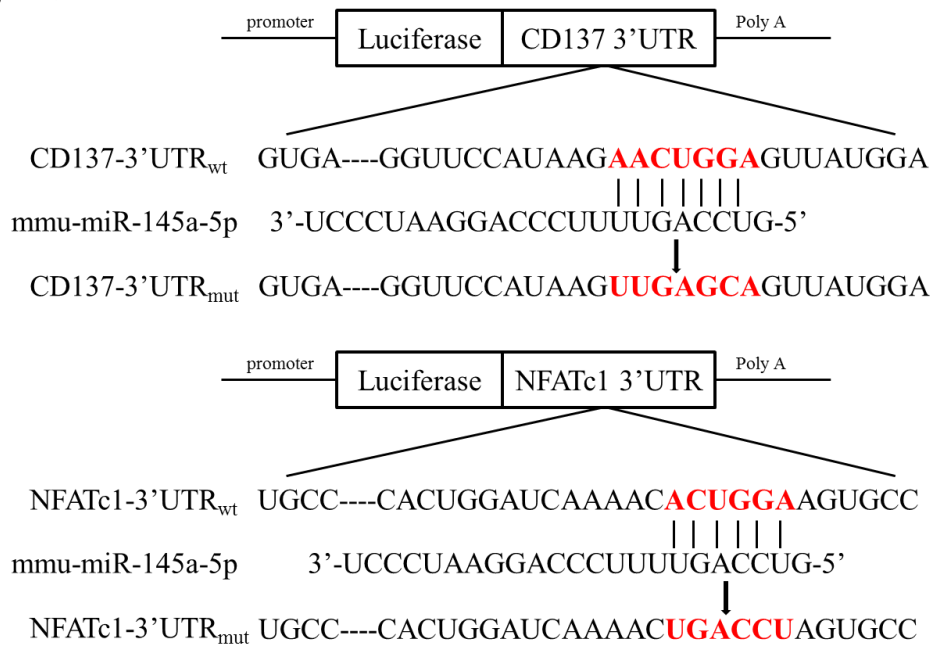 promoter Luciferase CD137 3’UTR Poly A
CD137-3’UTRwt GUGA----GGUUCCAUAAGAACUGGAGUUAUGGA
mmu-miR-145a-5p 3’-UCCCUAAGGACCCUUUUGACCUG-5’
CD137-3’UTRmut GUGA----GGUUCCAUAAGUUGAGCAGUUAUGGA
promoter Luciferase NFATc1 3’UTR Poly A
NFATc1-3’UTRwt UGCC----CACUGGAUCAAAACACUGGAAGUGCC
mmu-miR-145a-5p 3’-UCCCUAAGGACCCUUUUGACCUG-5’
NFATc1-3’UTRmut UGCC----CACUGGAUCAAAACUGACCUAGUGCC